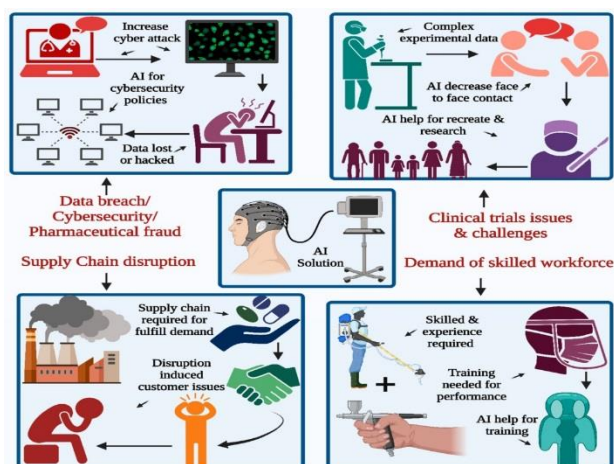 Increase
cyber attack
AI for
cybersecurity
policies
Data lost
or hacked
Complex
experimental data
AI decrease face
to face contact
AI help for recreate &
research
Data breach/
Cybersecurity/
Pharmaceutical fraud
Supply Chain disruption
AI
Solution
Clinical trials issues
& challenges
Demand of skilled workforce
Supply chain
required for
fulfill demand
Disruption
induced
customer issues
Skilled &
experience
required
Training
needed for
performance
AI help for
training